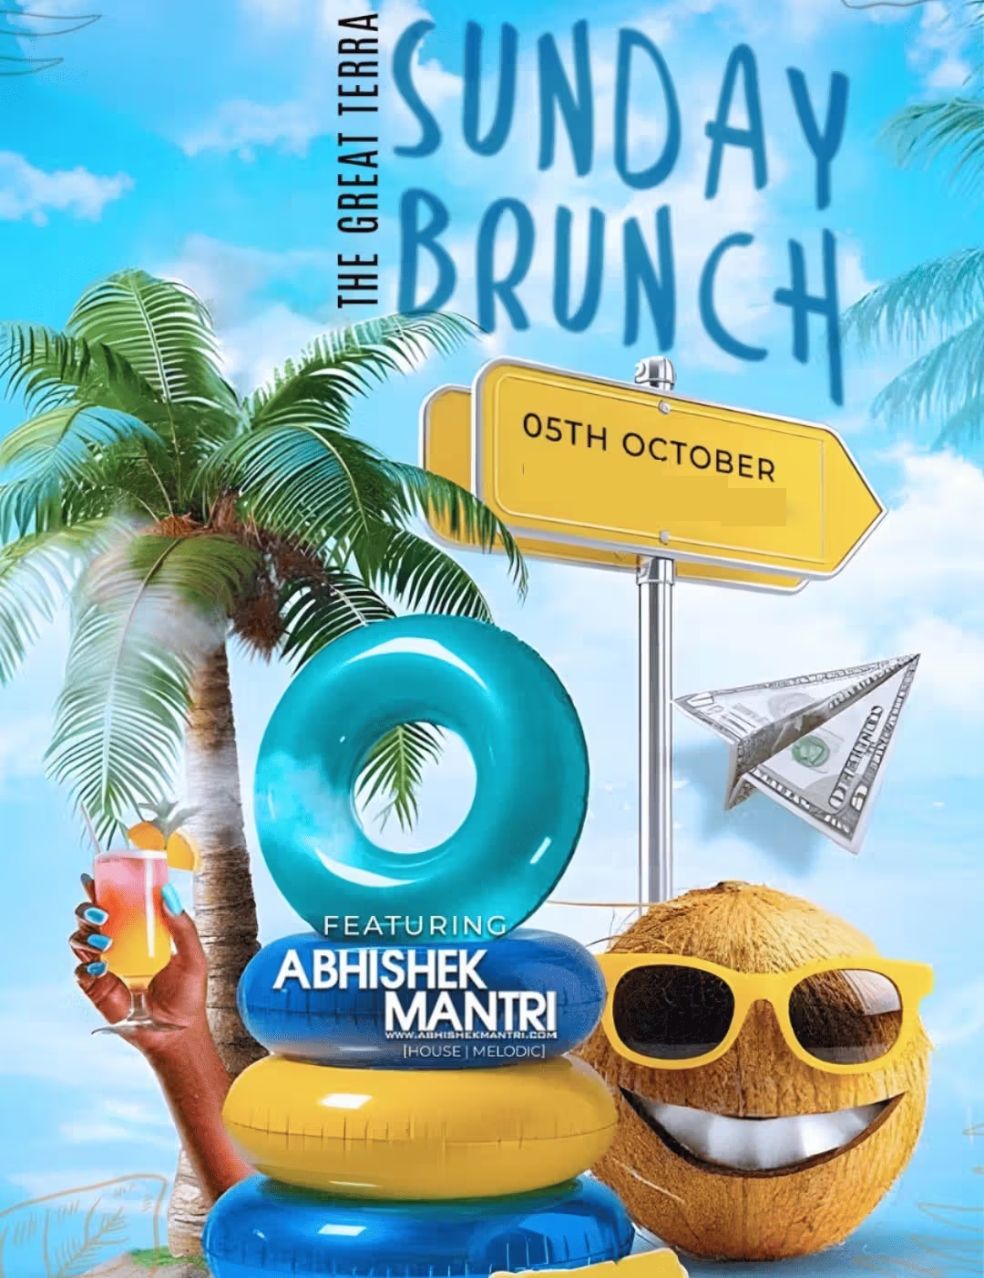 THE GREAT TERRA
SUNDAY
BRUNCH
05TH OCTOBER
FEATURING
ABHISHEK
MANTRI
WWW.ABHISHEKMANTRI.COM
[HOUSE | MELODIC]